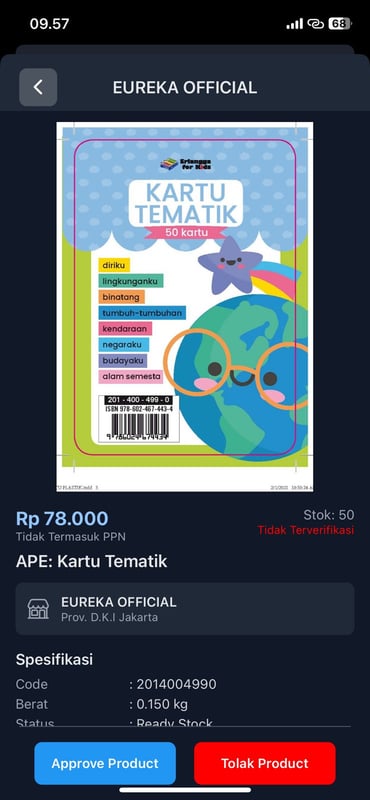 09.57
68
EUREKA OFFICIAL
Erlangga
for Kids
KARTU
TEMATIK
50 kartu
diriku
lingkunganku
binatang
tumbuh-tumbuhan
kendaraan
negaraku
budayaku
alam semesta
201 - 400 - 499 - 0
ISBN 978-602-467-443-4
9 786024 674434
Rp 78.000
Stok: 50
Tidak Termasuk PPN
Tidak Terverifikasi
APE: Kartu Tematik
EUREKA OFFICIAL
Prov. D.K.I Jakarta
Spesifikasi
Code : 2014004990
Berat : 0.150 kg
Status : Ready Stock
Approve Product
Tolak Product